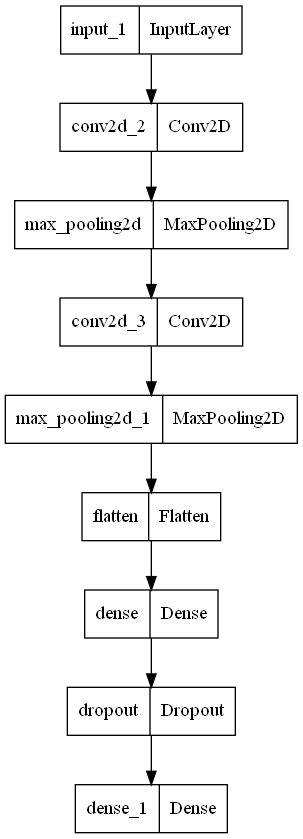 input_1 InputLayer
conv2d_2 Conv2D
max_pooling2d MaxPooling2D
conv2d_3 Conv2D
max_pooling2d_1 MaxPooling2D
flatten Flatten
dense Dense
dropout Dropout
dense_1 Dense